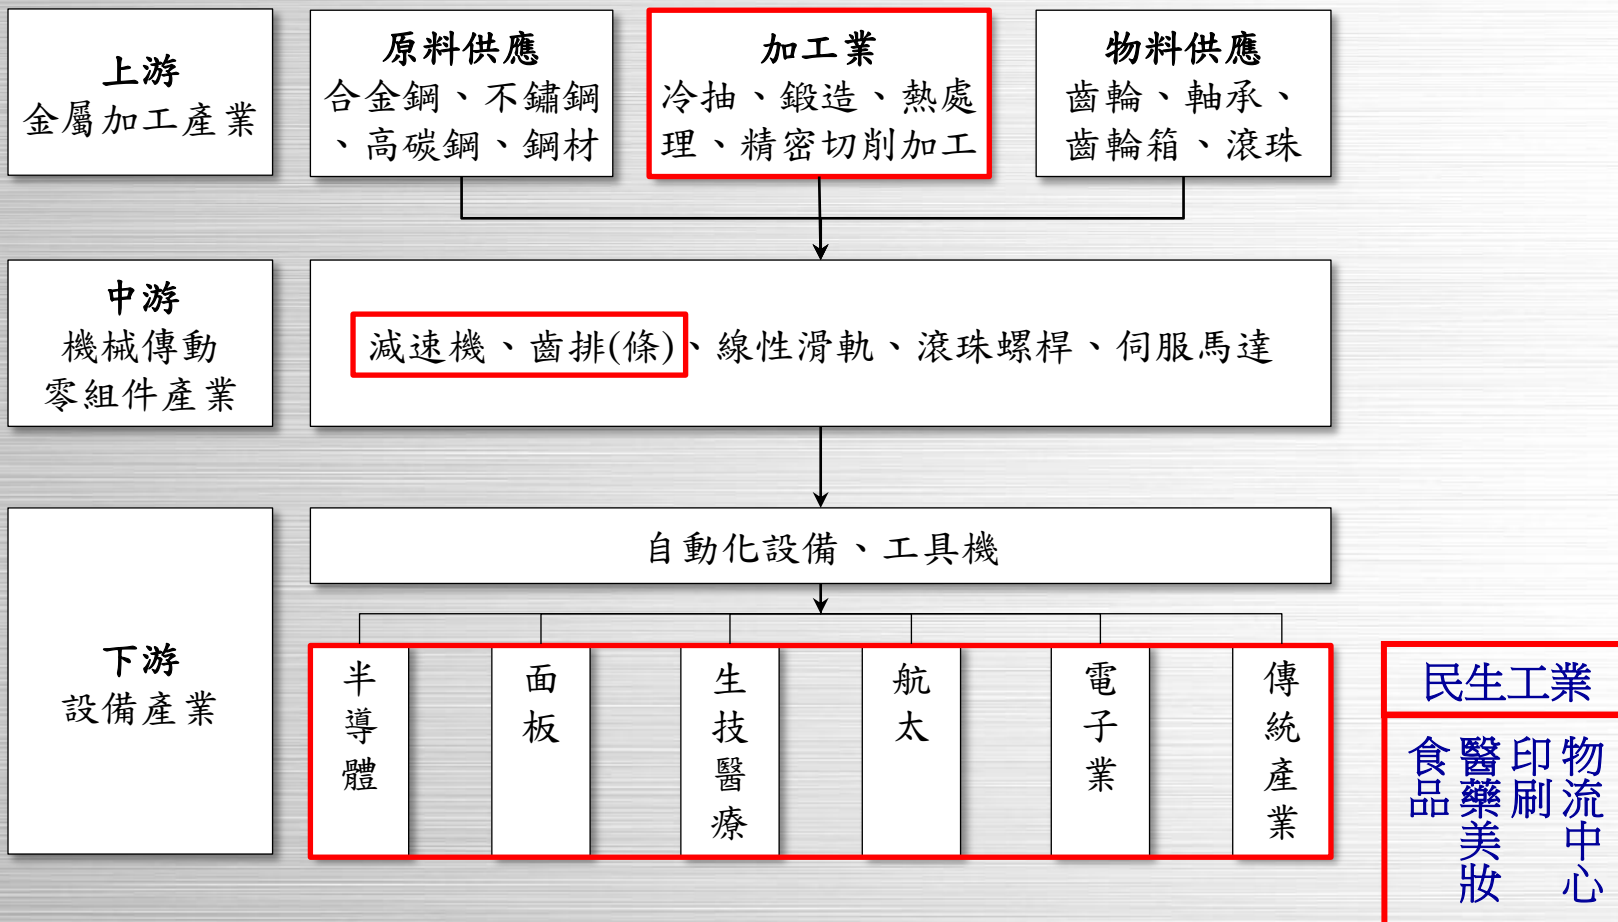 上游
金屬加工產業
原料供應
合金鋼、不鏽鋼
、高碳鋼、鋼材
加工業
冷抽、鍛造、熱處
理、精密切削加工
物料供應
齒輪、軸承、
齒輪箱、滾珠
中游
機械傳動
零組件產業
減速機、齒排(條)、線性滑軌、滾珠螺桿、伺服馬達
下游
設備產業
自動化設備、工具機
半導體
面板
生技醫療
航太
電子業
傳統產業
民生工業
物流中心
印刷
醫藥美妝
食品